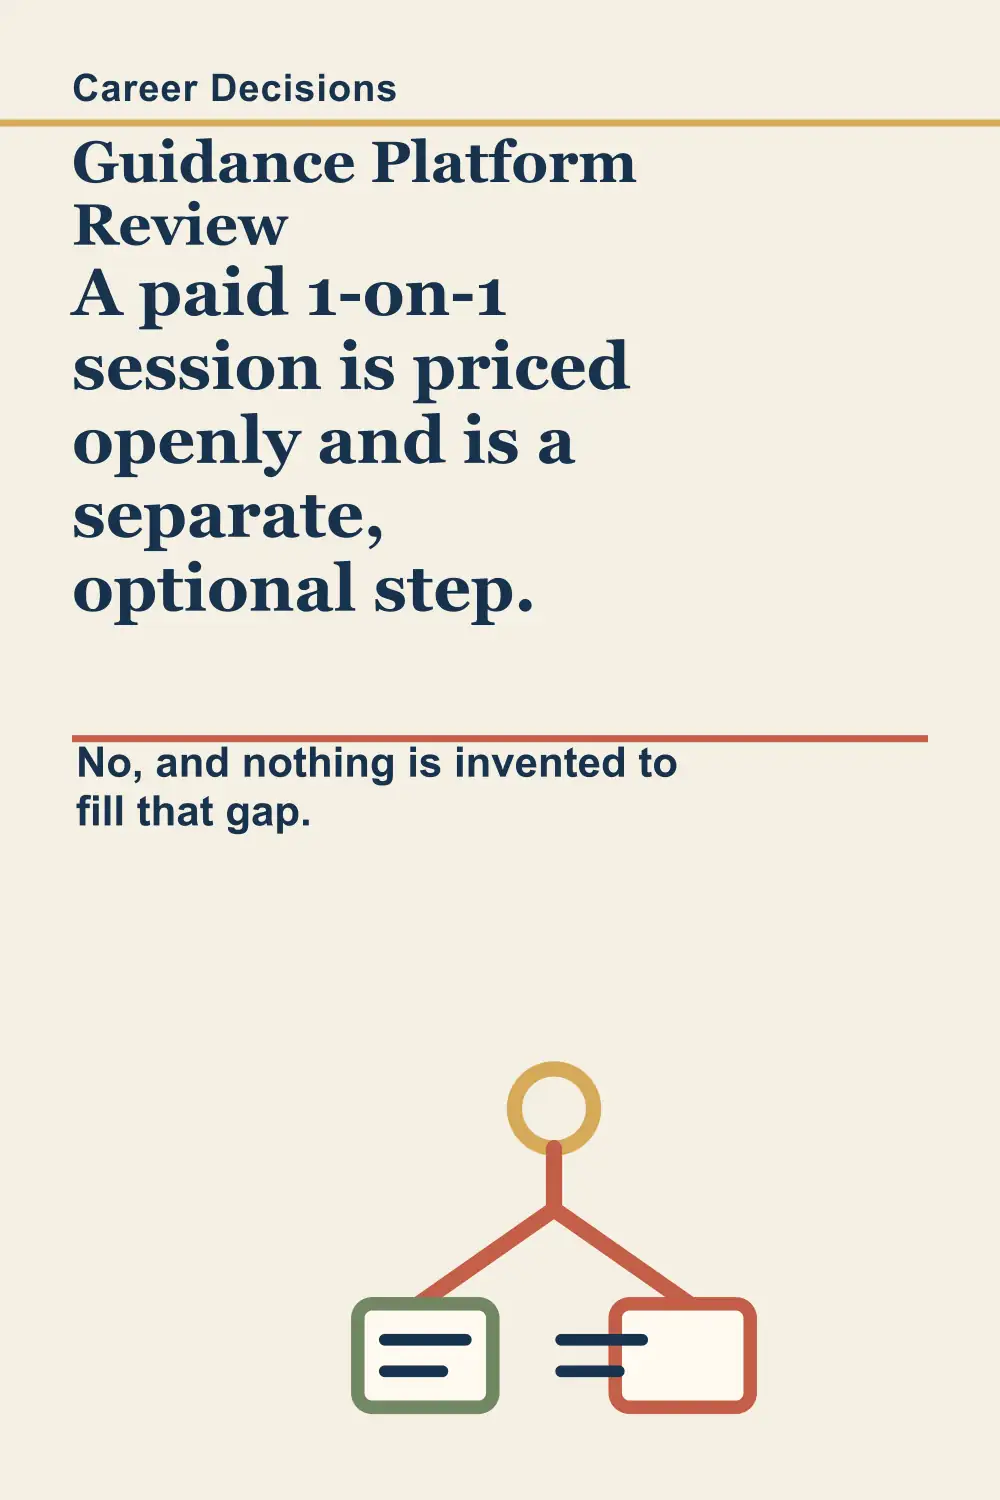 Career Decisions
Guidance Platform
Review
A paid 1-on-1
session is priced
openly and is a
separate,
optional step.
No, and nothing is invented to
fill that gap.